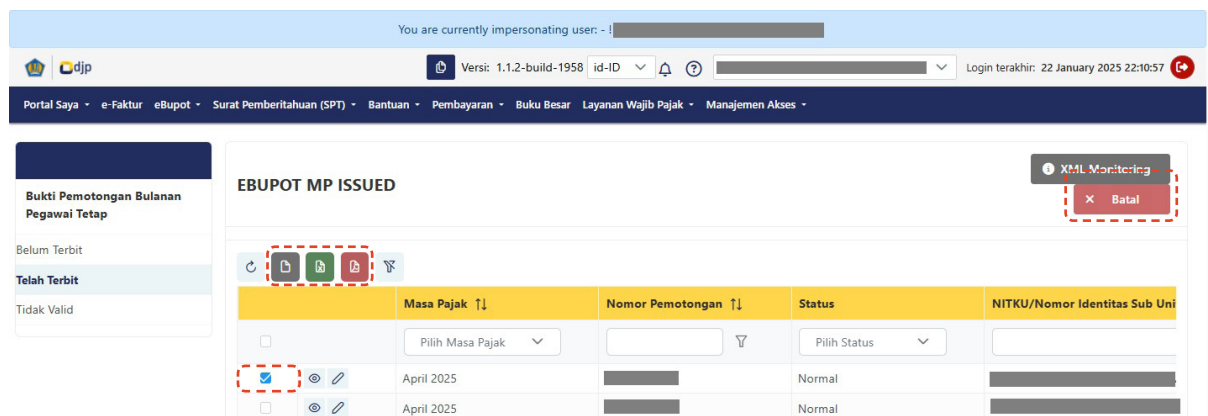 You are currently impersonating user: - !
djp
Versi: 1.1.2-build-1958 id-ID
Login terakhir: 22 January 2025 22:10:57
Portal Saya e-Faktur eBupot Surat Pemberitahuan (SPT) Bantuan Pembayaran Buku Besar Layanan Wajib Pajak Manajemen Akses
Bukti Pemotongan Bulanan
Pegawai Tetap
Belum Terbit
Telah Terbit
Tidak Valid
EBUPOT MP ISSUED
XML Monitoring
Batal
Masa Pajak Nomor Pemotongan Status NITKU/Nomor Identitas Sub Uni
Pilih Masa Pajak Pilih Status
April 2025 Normal
April 2025 Normal